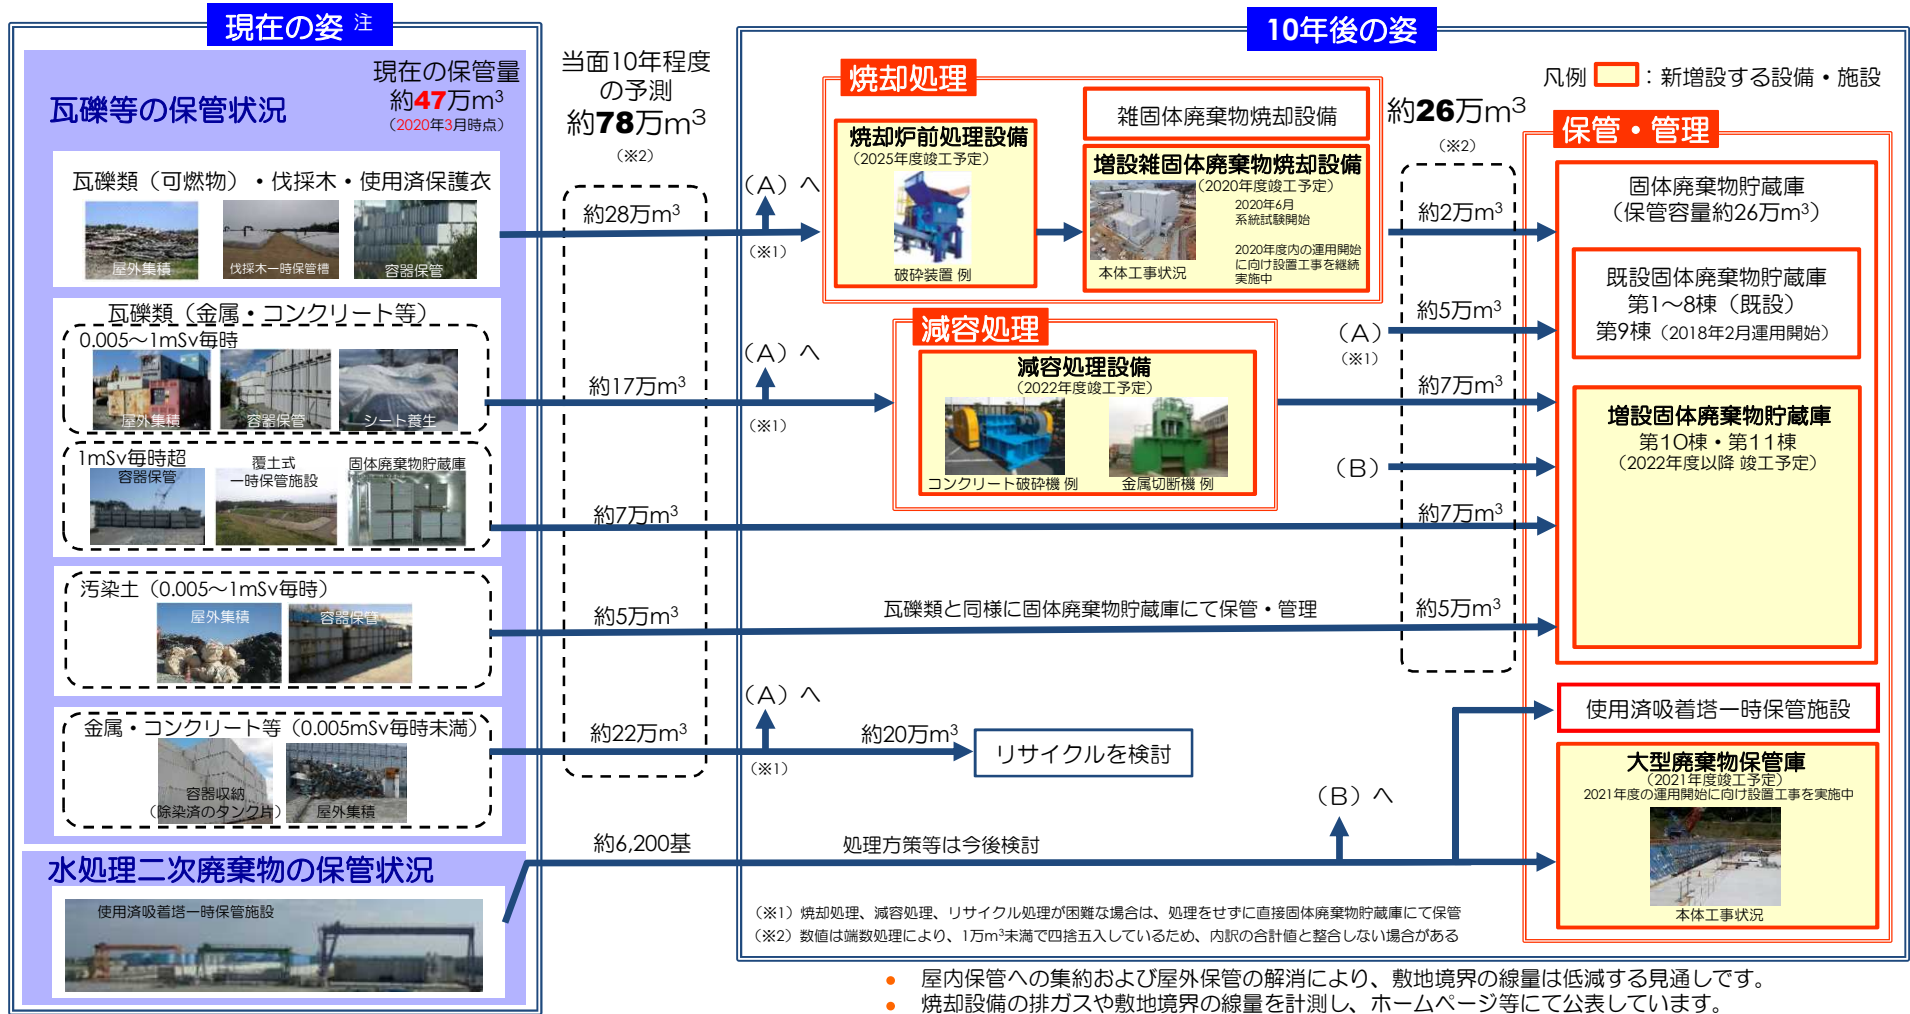 現在の姿 注
現在の保管量
約47万m³
(2020年3月時点)
瓦礫等の保管状況
瓦礫類（可燃物）・伐採木・使用済保護衣
屋外集積
伐採木一時保管槽
容器保管
瓦礫類（金属・コンクリート等）
0.005～1mSv毎時
屋外集積
容器保管
シート養生
1mSv毎時超
容器保管
覆土式
一時保管施設
固体廃棄物貯蔵庫
汚染土（0.005～1mSv毎時）
屋外集積
容器保管
金属・コンクリート等（0.005mSv毎時未満）
容器収納
（除染済のタンク片）
屋外集積
水処理二次廃棄物の保管状況
使用済吸着塔一時保管施設
当面10年程度
の予測
約78万m³
（※2）
約28万m³
約17万m³
約7万m³
約5万m³
約22万m³
約6,200基
10年後の姿
凡例 ：新増設する設備・施設
（A）へ
（※1）
焼却処理
焼却炉前処理設備
（2025年度竣工予定）
破砕装置 例
雑固体廃棄物焼却設備
増設雑固体廃棄物焼却設備
（2020年度竣工予定）
2020年6月
系統試験開始
2020年度内の運用開始
に向け設置工事を継続
実施中
本体工事状況
（A）へ
（※1）
減容処理
減容処理設備
（2022年度竣工予定）
コンクリート破砕機 例
金属切断機 例
瓦礫類と同様に固体廃棄物貯蔵庫にて保管・管理
（A）へ
（※1）
約20万m³
リサイクルを検討
処理方策等は今後検討
（B）へ
約26万m³
（※2）
約2万m³
約5万m³
（A）
（※1）
約7万m³
（B）
約7万m³
約5万m³
保管・管理
固体廃棄物貯蔵庫
（保管容量約26万m³）
既設固体廃棄物貯蔵庫
第1～8棟（既設）
第9棟（2018年2月運用開始）
増設固体廃棄物貯蔵庫
第10棟・第11棟
（2022年度以降 竣工予定）
使用済吸着塔一時保管施設
大型廃棄物保管庫
（2021年度竣工予定）
2021年度の運用開始に向け設置工事を実施中
本体工事状況
（※1）焼却処理、減容処理、リサイクル処理が困難な場合は、処理をせずに直接固体廃棄物貯蔵庫にて保管
（※2）数値は端数処理により、1万m³未満で四捨五入しているため、内訳の合計値と整合しない場合がある
● 屋内保管への集約および屋外保管の解消により、敷地境界の線量は低減する見通しです。
● 焼却設備の排ガスや敷地境界の線量を計測し、ホームページ等にて公表しています。